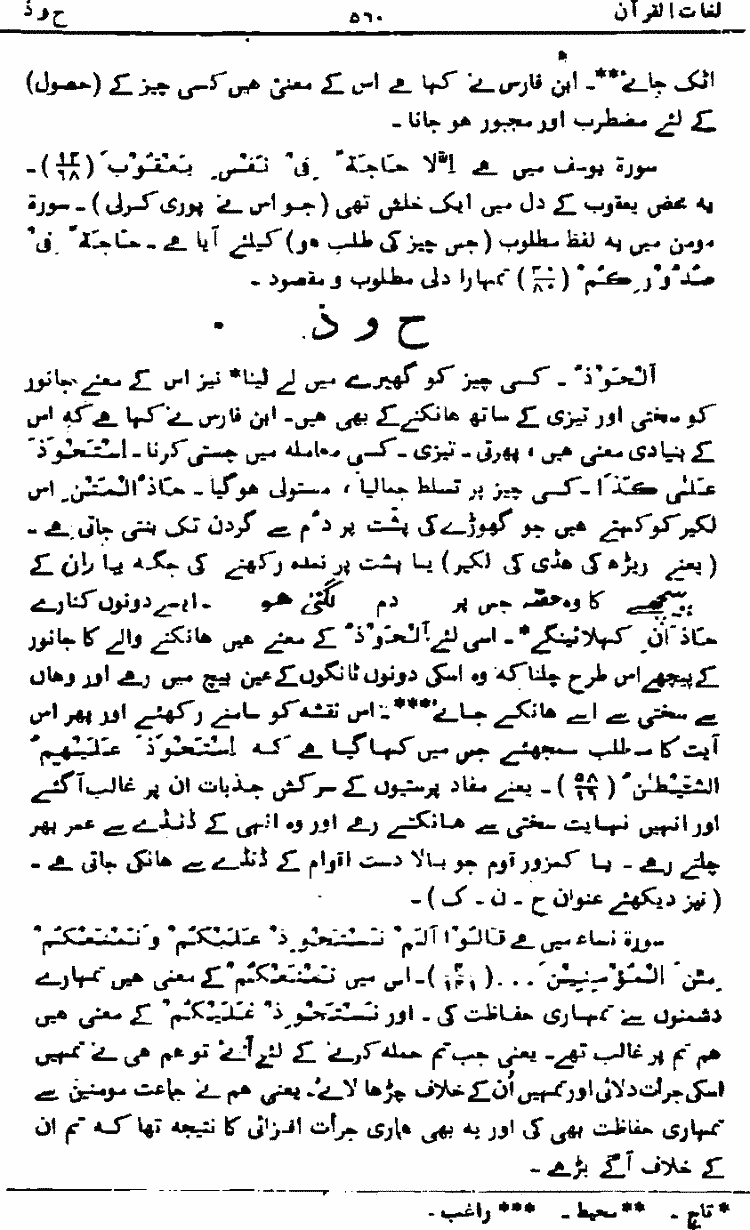 لغات القرآن ۵۶۰ ح و ذ
اٹک جائے**۔ ابن فارس نے کہا ہے اس کے معنی ہیں کسی چیز کے (حصول)
کے لئے مضطرب اور مجبور ہو جانا ۔
سورۃ یوسف میں ہے اِلَّا حَاجَةً فِیْ نَفْسِ یَعْقُوْبَ (۱۲/۶۸)۔
یہ محض یعقوب کے دل میں ایک خلش تھی (جو اس نے پوری کرلی)۔ سورۃ
مومن میں یہ لفظ مطلوب (جس چیز کی طلب ہو) کیلئے آیا ہے۔ حَاجَةً فِیْ
صُدُوْرِکُمْ (۴۰/۸۰) تمہارا دلی مطلوب و مقصود ۔
ح و ذ
اَلْحَوْذُ ۔ کسی چیز کو گھیرے میں لے لینا* نیز اس کے معنے جانور
کو سختی اور تیزی کے ساتھ ہانکنے کے بھی ہیں۔ ابن فارس نے کہا ہے کہ اس
کے بنیادی معنی ہیں ، پھرتی ۔ تیزی ۔ کسی معاملہ میں چستی کرنا ۔ اِسْتَحْوَذَ
عَلٰی کَذَا ۔ کسی چیز پر تسلط جمالیا ، مستولی ہوگیا ۔ حَاذُ الْمَتْنِ اس
لکیر کو کہتے ہیں جو گھوڑے کی پشت پر دُم سے گردن تک بنتی جاتی ہے ۔
(یعنے ریڑھ کی ہڈی کی لکیر) یا پشت پر نمدہ رکھنے کی جگہ یا ران کے
پیچھے کا وہ حصّہ جس پر دم لگتی ہو ۔ ایسے دونوں کنارے
حَاذَانِ کہلائینگے*۔ اسی لئے اَلْحَوْذُ کے معنے ہیں ہانکنے والے کا جانور
کے پیچھے اس طرح چلنا کہ وہ اسکی دونوں ٹانگوں کے عین بیچ میں رہے اور وہاں
سے سختی سے اسے ہانکے جائے***۔ اس نقشہ کو سامنے رکھئے اور پھر اس
آیت کا مطلب سمجھئے جس میں کہا گیا ہے کہ اِسْتَحْوَذَ عَلَیْهِمُ
الشَّیْطٰنُ (۵۸/۱۹)۔ یعنے مفاد پرستیوں کے سرکش جذبات ان پر غالب آگئے
اور انہیں نہایت سختی سے ہانکتے رہے اور وہ انہی کے ڈنڈے سے عمر بھر
چلتے رہے ۔ یا کمزور قوم جو بالا دست اقوام کے ڈنڈے سے ہانکی جاتی ہے ۔
(نیز دیکھئے عنوان ح ۔ ن ۔ ک)۔
سورۃ نساء میں ہے قَالُوْا اَلَمْ نَسْتَحْوِذْ عَلَیْکُمْ وَ نَمْنَعْکُمْ
مِّنَ الْمُؤْمِنِیْنَ ...(۴/۱۴۱)۔ اس میں نَمْنَعْکُمْ کے معنی ہیں تمہارے
دشمنوں سے تمہاری حفاظت کی۔ اور نَسْتَحْوِذْ عَلَیْکُمْ کے معنی ہیں
ہم تم پر غالب تھے۔ یعنی جب تم حملہ کرنے کے لئے آئے تو ہم ہی نے تمہیں
اسکی جرأت دلائی اور تمہیں اُن کے خلاف چڑھا لائے۔ یعنی ہم نے جماعت مومنین سے
تمہاری حفاظت بھی کی اور یہ بھی ہماری جرأت افزائی کا نتیجہ تھا کہ تم ان
کے خلاف آگے بڑھے ۔
* تاج ۔ ** محیط ۔ *** راغب ۔